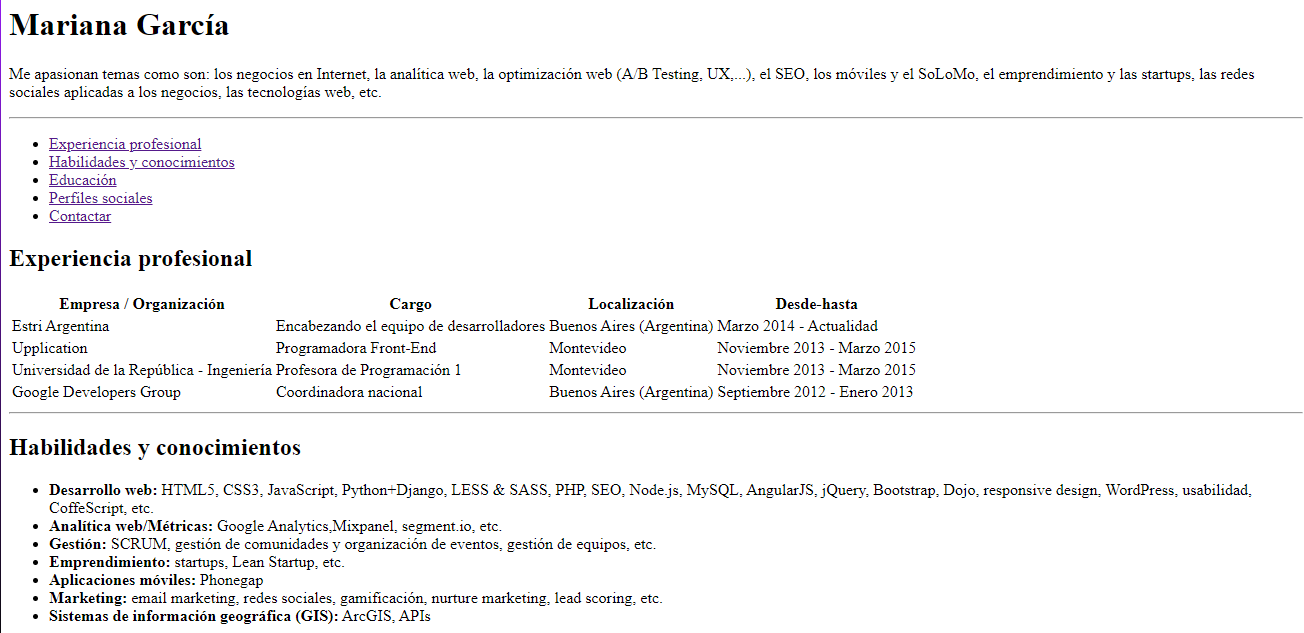 Mariana García
Me apasionan temas como son: los negocios en Internet, la analítica web, la optimización web (A/B Testing, UX,...), el SEO, los móviles y el SoLoMo, el emprendimiento y las startups, las redes
sociales aplicadas a los negocios, las tecnologías web, etc.
Experiencia profesional
Habilidades y conocimientos
Educación
Perfiles sociales
Contactar
Experiencia profesional
Empresa / Organización Cargo Localización Desde-hasta
Estri Argentina Encabezando el equipo de desarrolladores Buenos Aires (Argentina) Marzo 2014 - Actualidad
Upplication Programadora Front-End Montevideo Noviembre 2013 - Marzo 2015
Universidad de la República - Ingeniería Profesora de Programación 1 Montevideo Noviembre 2013 - Marzo 2015
Google Developers Group Coordinadora nacional Buenos Aires (Argentina) Septiembre 2012 - Enero 2013
Habilidades y conocimientos
Desarrollo web: HTML5, CSS3, JavaScript, Python+Django, LESS & SASS, PHP, SEO, Node.js, MySQL, AngularJS, jQuery, Bootstrap, Dojo, responsive design, WordPress, usabilidad,
CoffeScript, etc.
Analítica web/Métricas: Google Analytics,Mixpanel, segment.io, etc.
Gestión: SCRUM, gestión de comunidades y organización de eventos, gestión de equipos, etc.
Emprendimiento: startups, Lean Startup, etc.
Aplicaciones móviles: Phonegap
Marketing: email marketing, redes sociales, gamificación, nurture marketing, lead scoring, etc.
Sistemas de información geográfica (GIS): ArcGIS, APIs